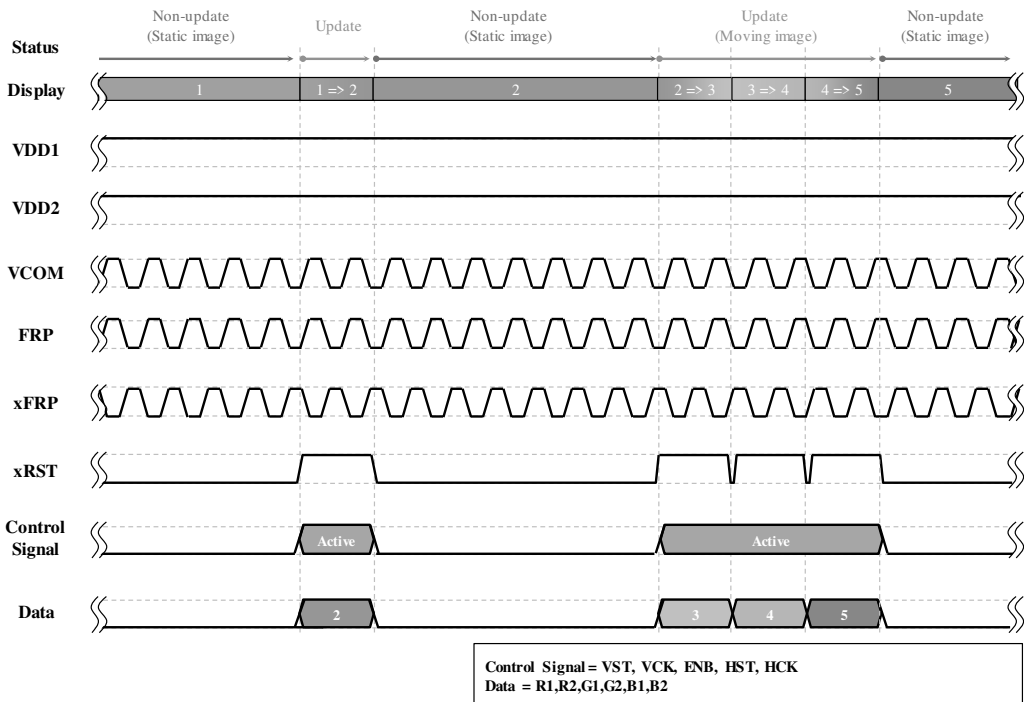 Non-update
(Static image)
Update
Non-update
(Static image)
Update
(Moving image)
Non-update
(Static image)
Status
Display
1
1 => 2
2
2 => 3
3 => 4
4 => 5
5
VDD1
VDD2
VCOM
FRP
xFRP
xRST
Control
Signal
Active
Active
Data
2
3
4
5
Control Signal = VST, VCK, ENB, HST, HCK
Data = R1,R2,G1,G2,B1,B2